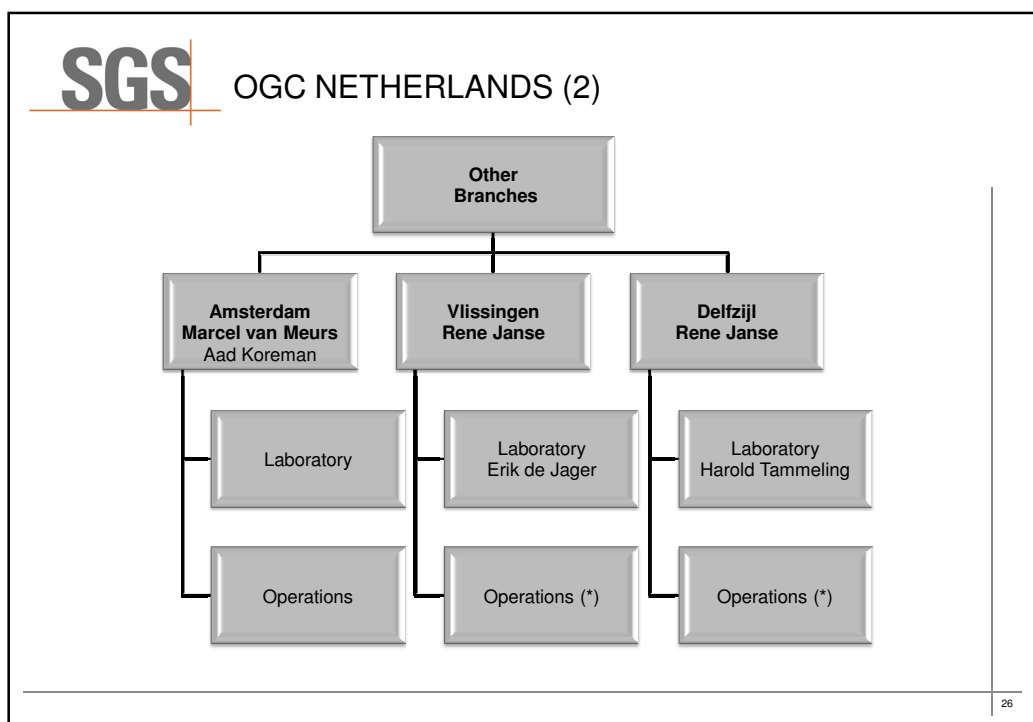 SGS
OGC NETHERLANDS (2)
Other
Branches
Amsterdam
Marcel van Meurs
Aad Koreman
Vlissingen
Rene Janse
Delfzijl
Rene Janse
Laboratory
Laboratory
Erik de Jager
Laboratory
Harold Tammeling
Operations
Operations (*)
Operations (*)
26